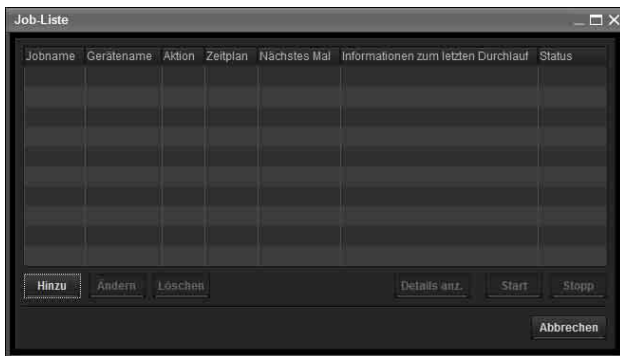 Job-Liste
Jobname Gerätename Aktion Zeitplan Nächstes Mal Informationen zum letzten Durchlauf Status
Hinzu Ändern Löschen Details anz. Start Stopp
Abbrechen